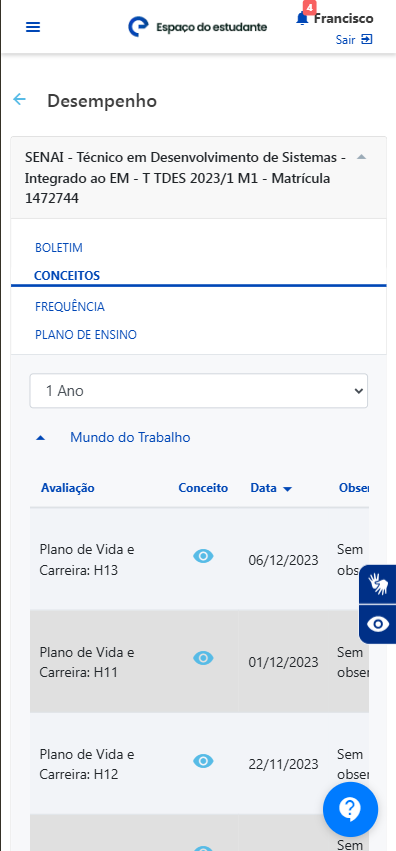 4
Francisco
Espaço do estudante
Sair
Desempenho
SENAI - Técnico em Desenvolvimento de Sistemas -
Integrado ao EM - T TDES 2023/1 M1 - Matrícula
1472744
BOLETIM
CONCEITOS
FREQUÊNCIA
PLANO DE ENSINO
1 Ano
Mundo do Trabalho
Avaliação Conceito Data Obser
Plano de Vida e
Carreira: H13
06/12/2023
Sem
obs
Plano de Vida e
Carreira: H11
01/12/2023
Sem
obser
Plano de Vida e
Carreira: H12
22/11/2023
Sem
obser
Sem